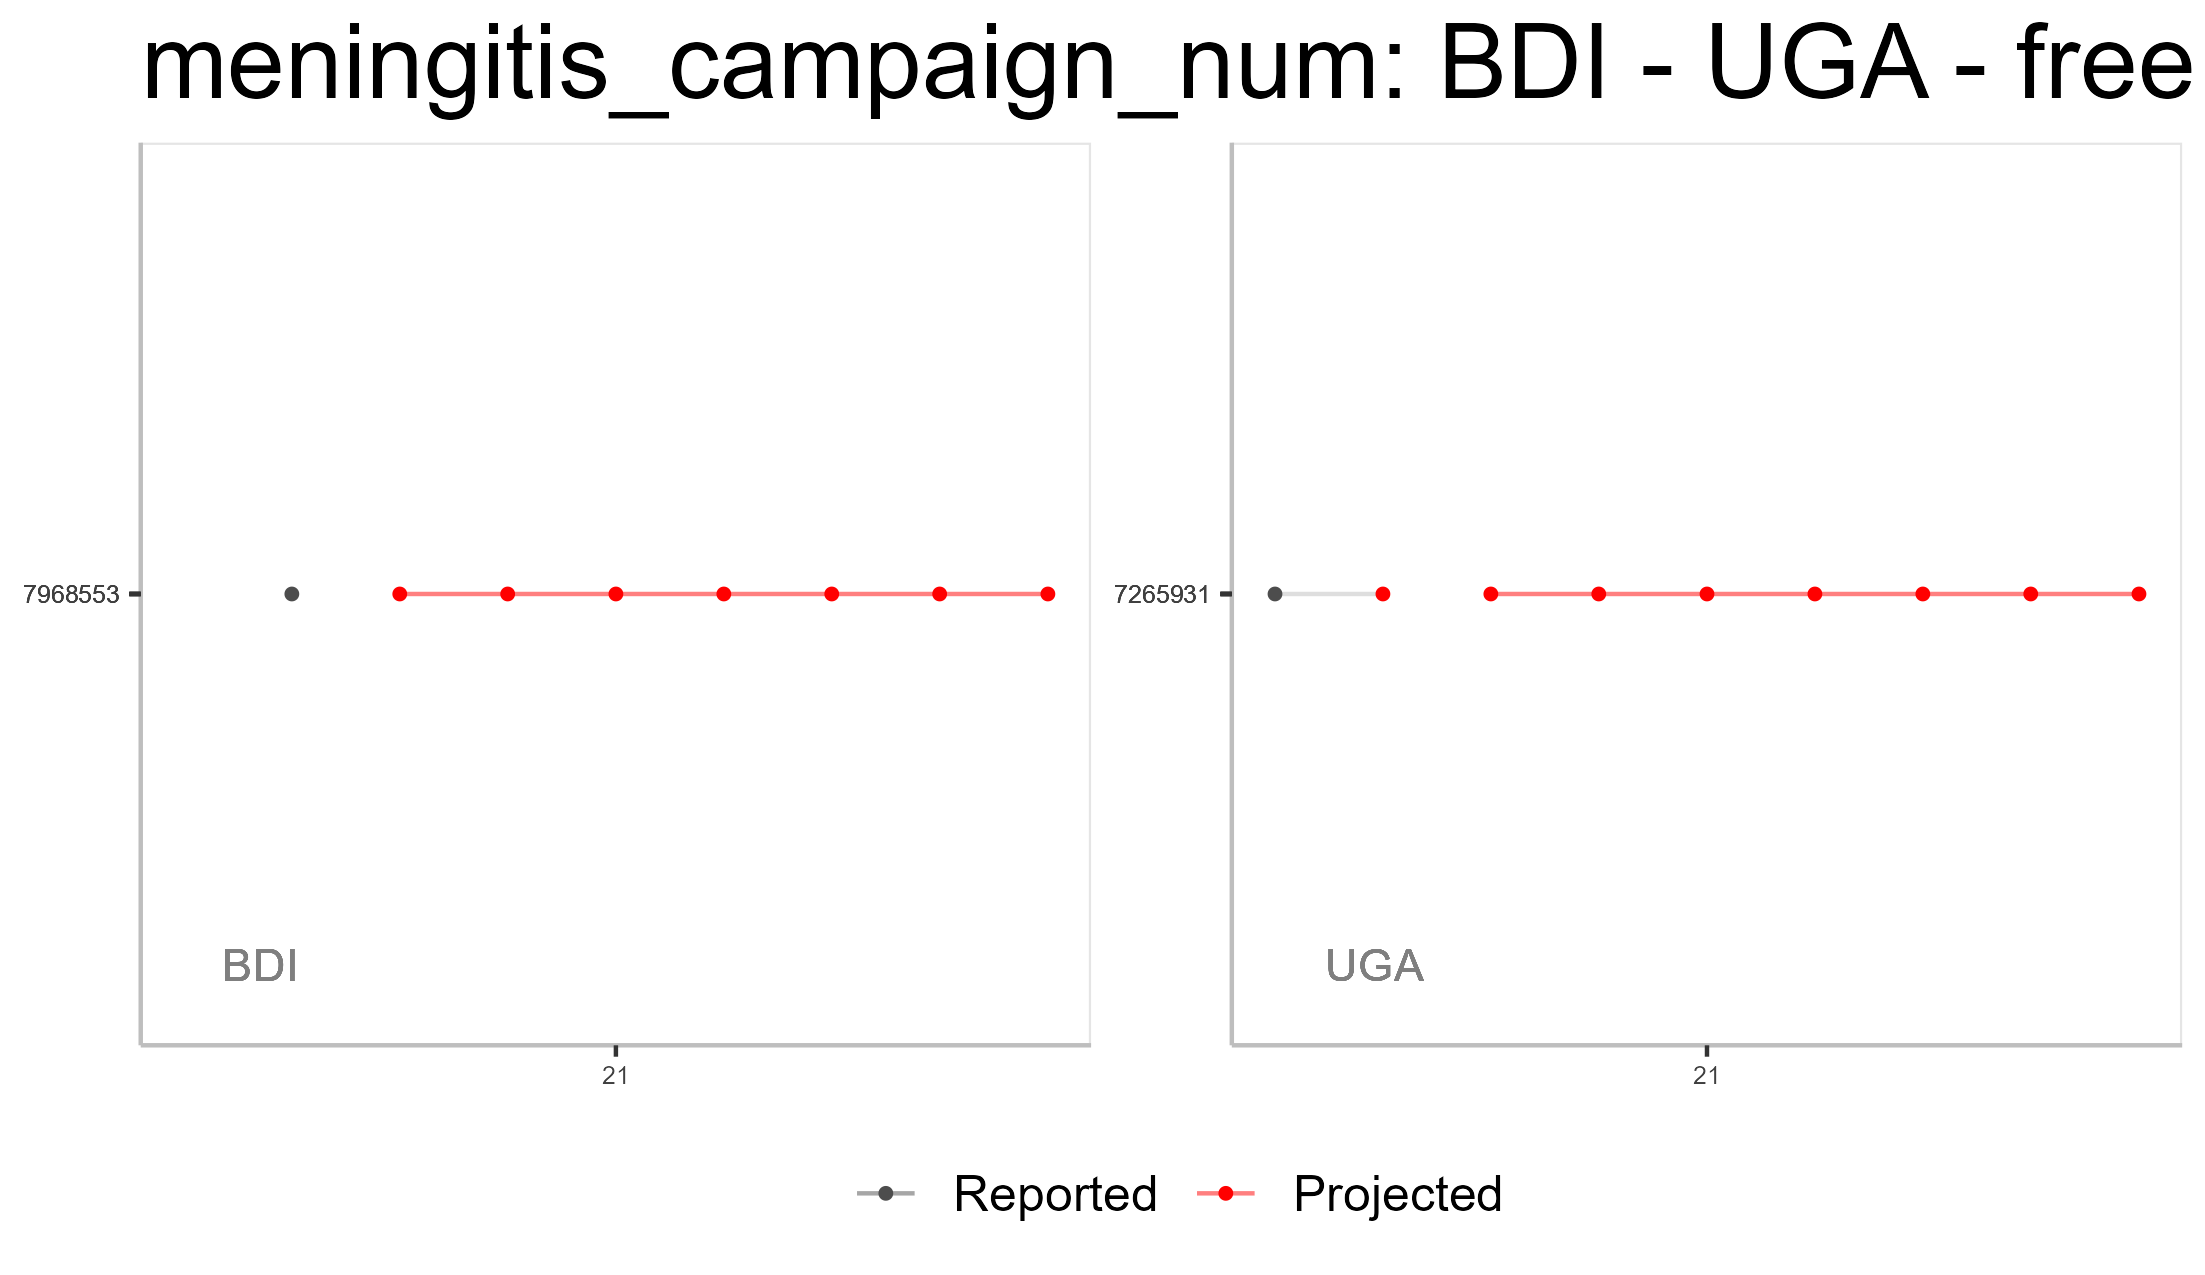 meningitis_campaign_num: BDI - UGA - free
7968553
BDI
21
7265931
UGA
21
Reported
Projected